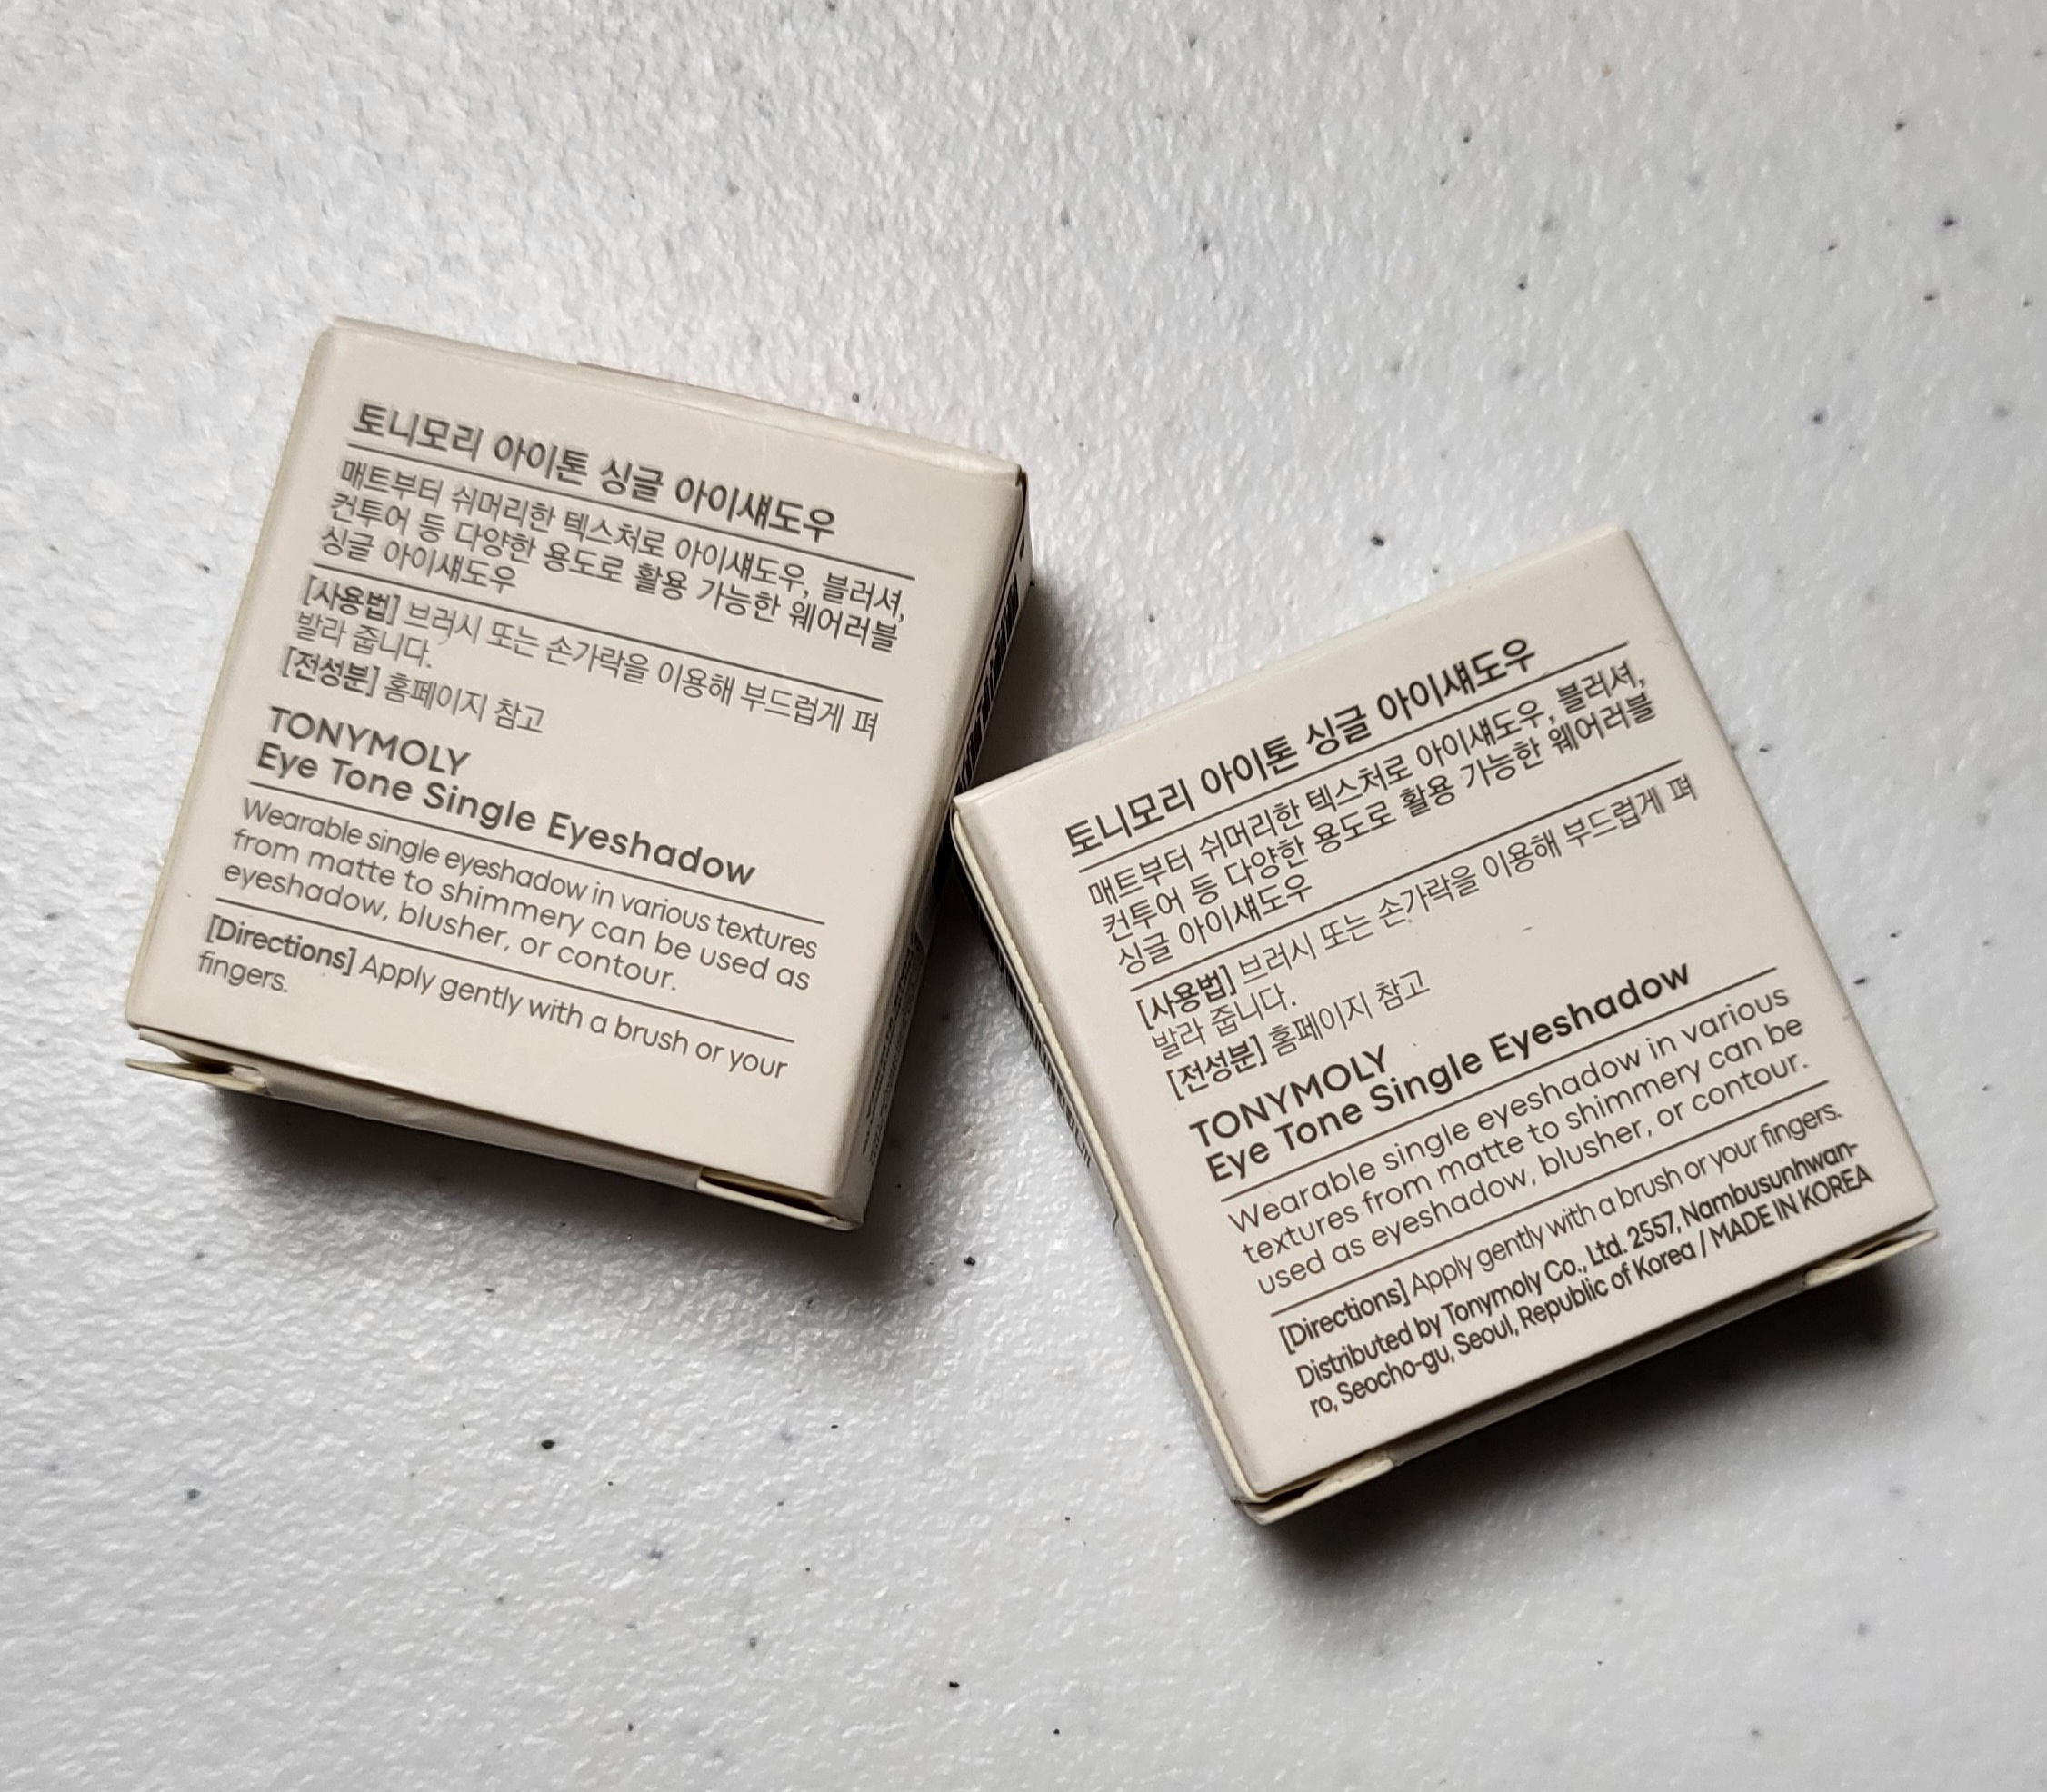 토니모리 아이톤 싱글 아이섀도우
매트부터 쉬머리한 텍스처로 아이섀도우, 블러셔,
컨투어 등 다양한 용도로 활용 가능한 웨어러블
싱글 아이섀도우
[사용법] 브러시 또는 손가락을 이용해 부드럽게 펴
발라 줍니다.
[전성분] 홈페이지 참고
TONYMOLY
Eye Tone Single Eyeshadow
Wearable single eyeshadow in various textures
from matte to shimmery can be used as
eyeshadow, blusher, or contour.
[Directions] Apply gently with a brush or your
fingers.
토니모리 아이톤 싱글 아이섀도우
매트부터 쉬머리한 텍스처로 아이섀도우, 블러셔,
컨투어 등 다양한 용도로 활용 가능한 웨어러블
싱글 아이섀도우
[사용법] 브러시 또는 손가락을 이용해 부드럽게 펴
발라 줍니다.
[전성분] 홈페이지 참고
TONYMOLY
Eye Tone Single Eyeshadow
Wearable single eyeshadow in various
textures from matte to shimmery can be
used as eyeshadow, blusher, or contour.
[Directions] Apply gently with a brush or your fingers.
Distributed by Tonymoly Co., Ltd. 2557, Nambusunhwan-
ro, Seocho-gu, Seoul, Republic of Korea / MADE IN KOREA